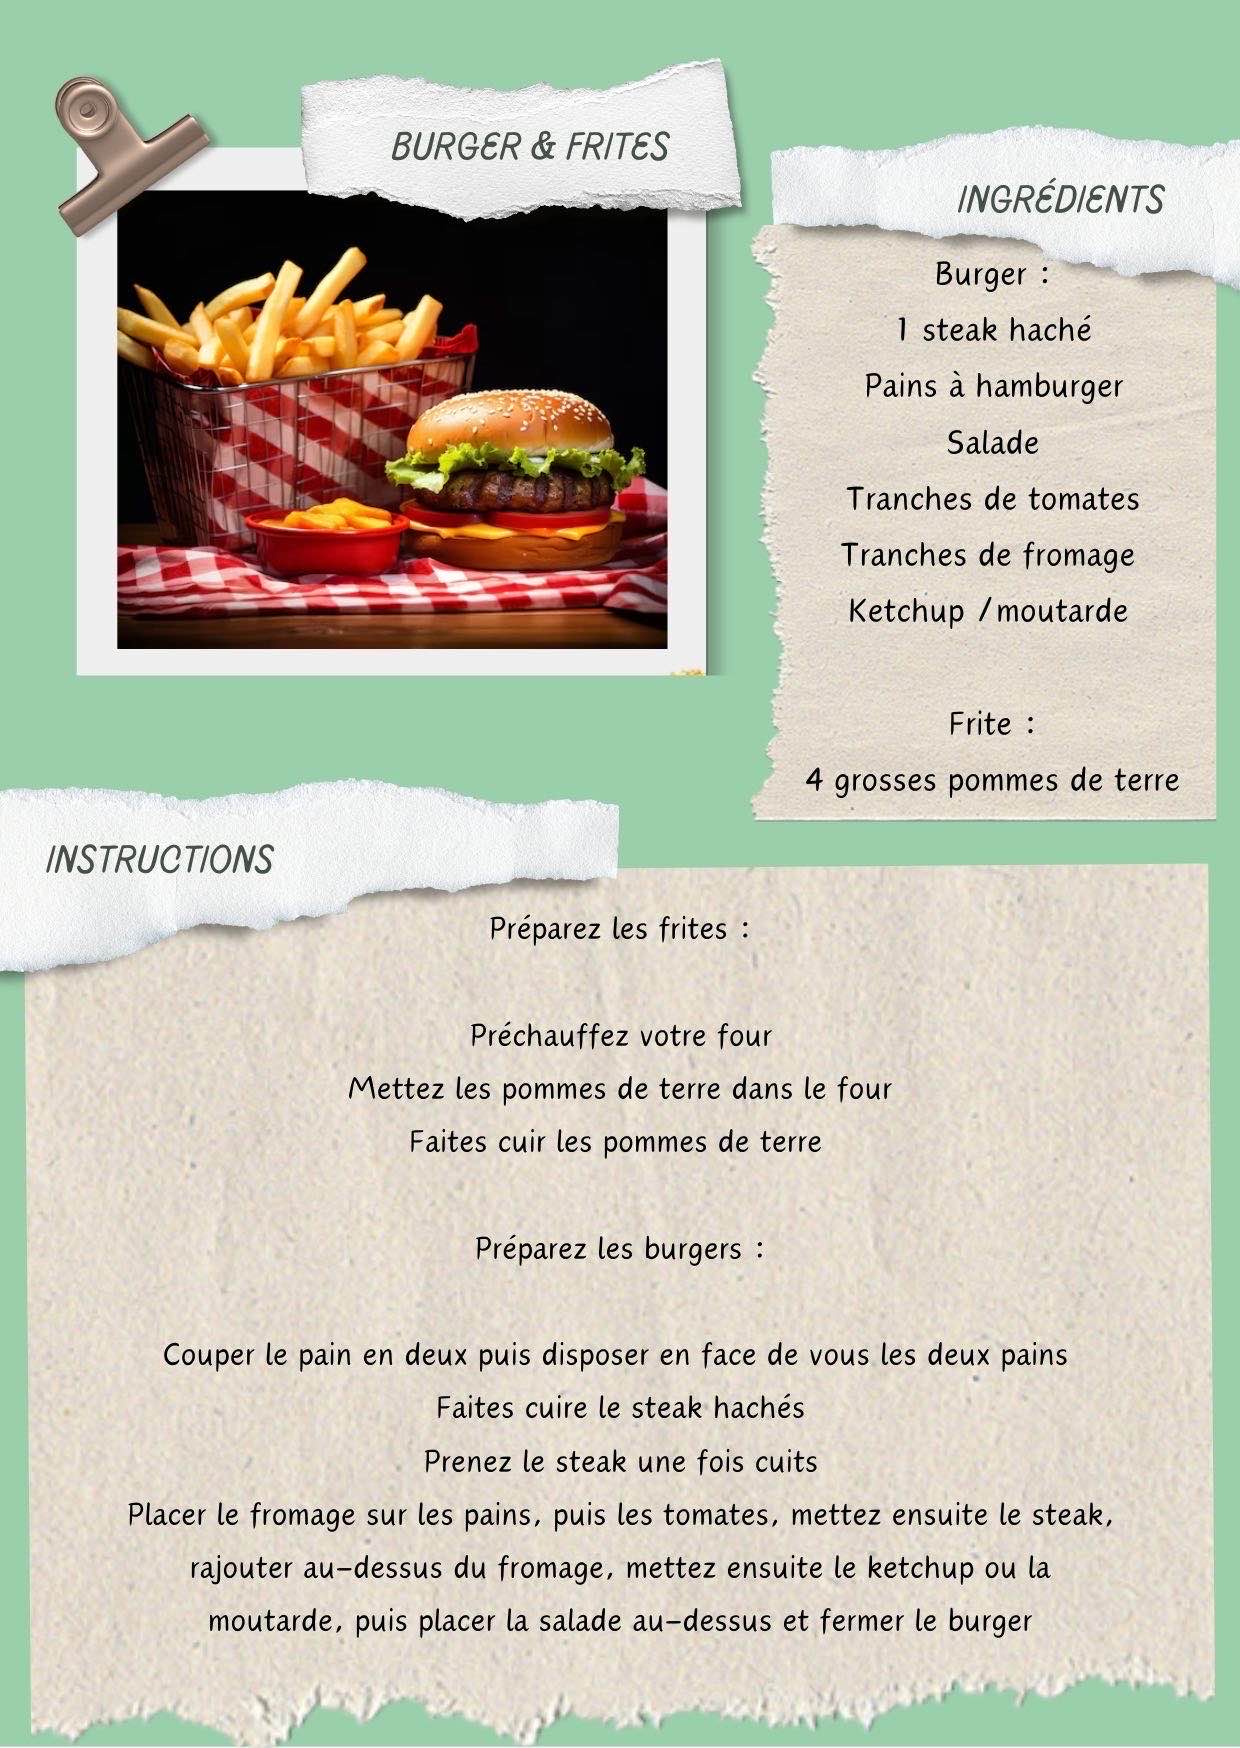 BURGER & FRITES
INGRÉDIENTS
Burger :
1 steak haché
Pains à hamburger
Salade
Tranches de tomates
Tranches de fromage
Ketchup /moutarde
Frite :
4 grosses pommes de terre
INSTRUCTIONS
Préparez les frites :
Préchauffez votre four
Mettez les pommes de terre dans le four
Faites cuir les pommes de terre
Préparez les burgers :
Couper le pain en deux puis disposer en face de vous les deux pains
Faites cuire le steak hachés
Prenez le steak une fois cuits
Placer le fromage sur les pains, puis les tomates, mettez ensuite le steak,
rajouter au-dessus du fromage, mettez ensuite le ketchup ou la
moutarde, puis placer la salade au-dessus et fermer le burger